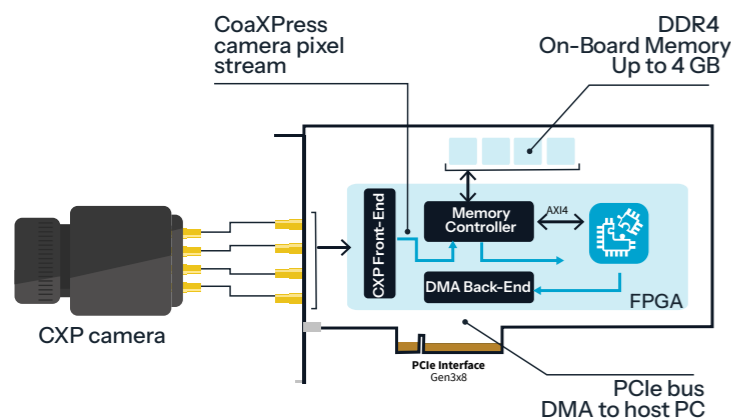 CoaXPress
camera pixel
stream
DDR4
On-Board Memory
Up to 4 GB
CXP Front-End
Memory
Controller
AXI4
DMA Back-End
FPGA
CXP camera
PCIe Interface
Gen3x8
PCIe bus
DMA to host PC